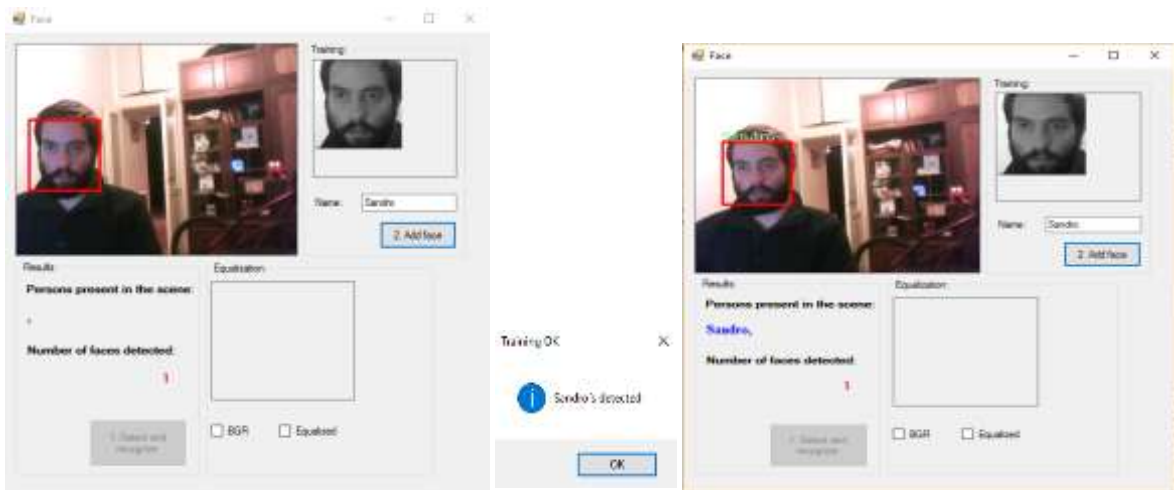 Face
Training:
Name:
Sandro
2. Add face
Results:
Persons present in the scene:
Number of faces detected:
1
Equalization:
BGR
Equalized
Training OK
Sandro's detected
OK
Face
Training:
Name:
Sandro
2. Add face
Results:
Persons present in the scene:
Sandro,
Number of faces detected:
1
Equalization:
BGR
Equalized